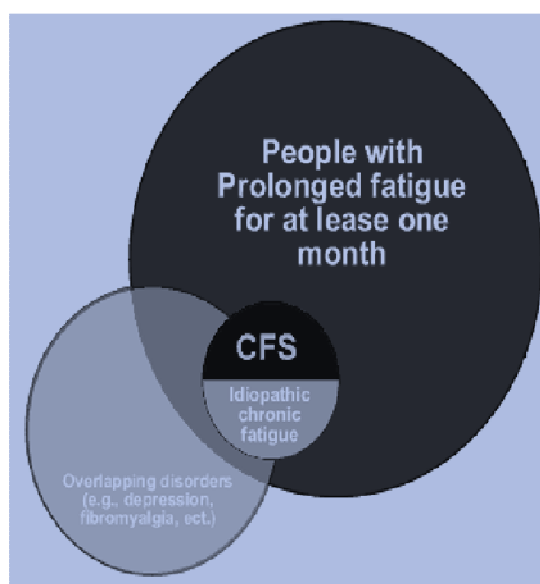 People with
Prolonged fatigue
for at lease one
month
CFS
Idiopathic
chronic
fatigue
Overlapping disorders
(e.g., depression,
fibromyalgia, ect.)